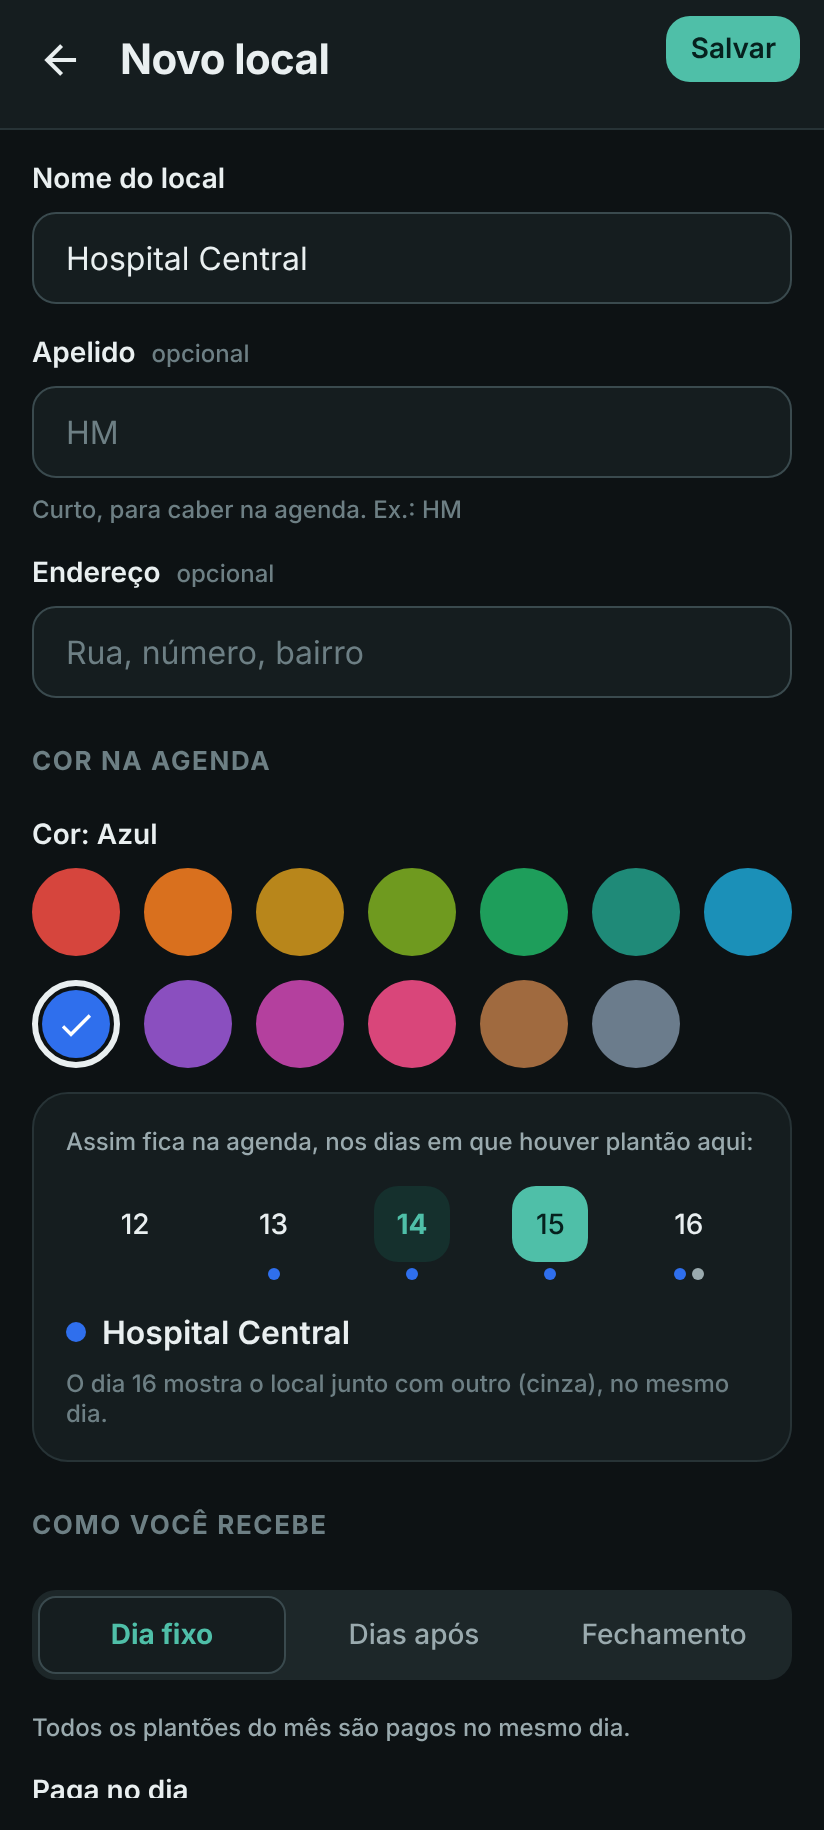 Novo local
Salvar
Nome do local
Hospital Central
Apelido opcional
HM
Curto, para caber na agenda. Ex.: HM
Endereço opcional
Rua, número, bairro
COR NA AGENDA
Cor: Azul
Assim fica na agenda, nos dias em que houver plantão aqui:
12 13 14 15 16
Hospital Central
O dia 16 mostra o local junto com outro (cinza), no mesmo
dia.
COMO VOCÊ RECEBE
Dia fixo Dias após Fechamento
Todos os plantões do mês são pagos no mesmo dia.
Paga no dia